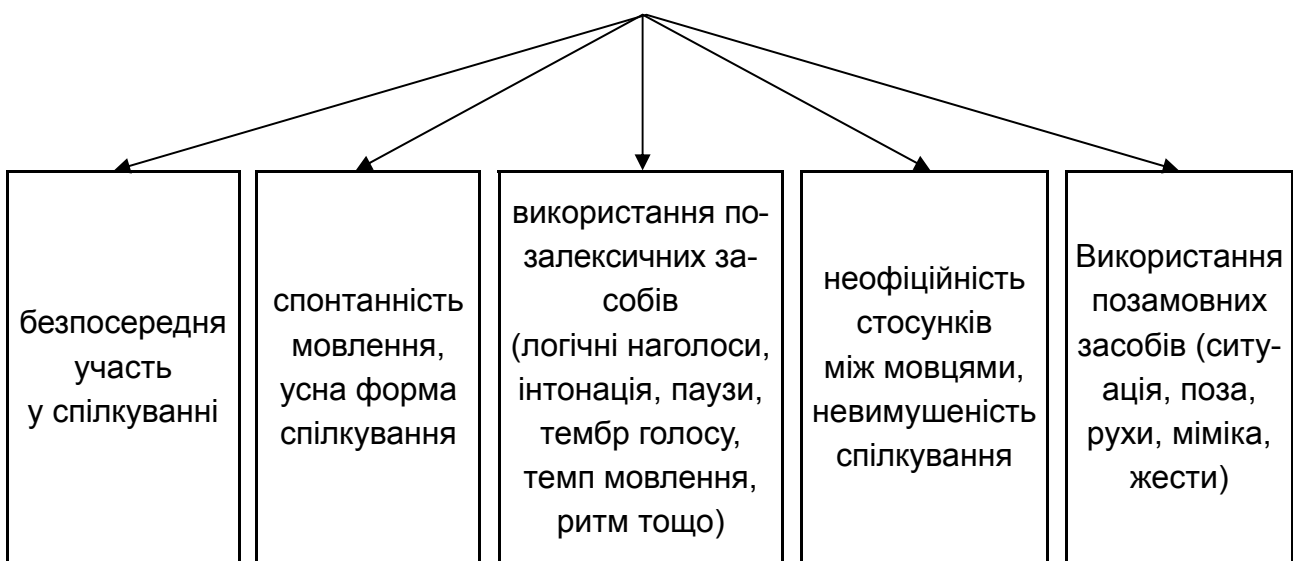 безпосередня
участь
у спілкуванні
спонтанність
мовлення,
усна форма
спілкування
використання по-
залексичних за-
собів
(логічні наголоси,
інтонація, паузи,
тембр голосу,
темп мовлення,
ритм тощо)
неофіційність
стосунків
між мовцями,
невимушеність
спілкування
Використання
позамовних
засобів (ситу-
ація, поза,
рухи, міміка,
жести)